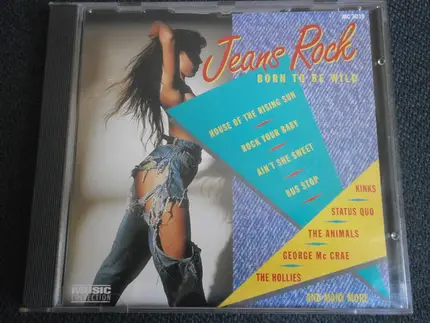 Jeans Rock
BORN TO BE WILD
HOUSE OF THE RISING SUN
ROCK YOUR BABY
AIN'T SHE SWEET
BUS STOP
KINKS
STATUS QUO
THE ANIMALS
GEORGE Mc CRAE
THE HOLLIES
AND MANY MORE
MUSIC
COLLECTION